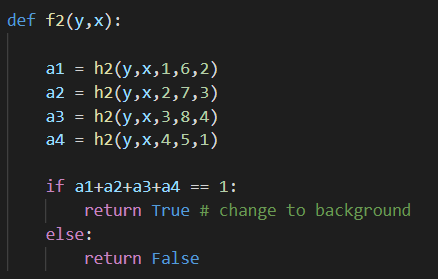 def f2(y,x):
    a1 = h2(y,x,1,6,2)
    a2 = h2(y,x,2,7,3)
    a3 = h2(y,x,3,8,4)
    a4 = h2(y,x,4,5,1)
    if a1+a2+a3+a4 == 1:
        return True # change to background
    else:
        return False